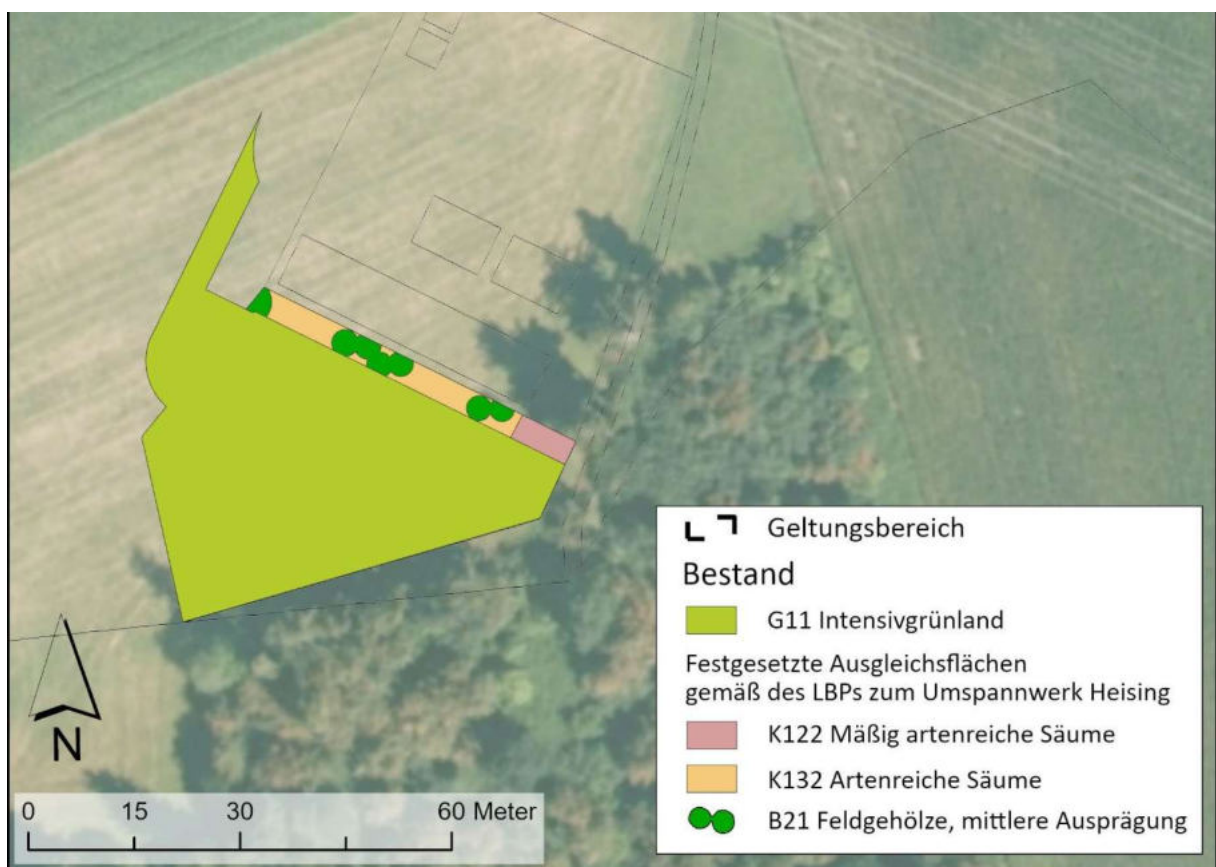 Geltungsbereich
Bestand
G11 Intensivgrünland
Festgesetzte Ausgleichsflächen
gemäß des LBPs zum Umspannwerk Heising
K122 Mäßig artenreiche Säume
K132 Artenreiche Säume
B21 Feldgehölze, mittlere Ausprägung
N
0 15 30 60 Meter